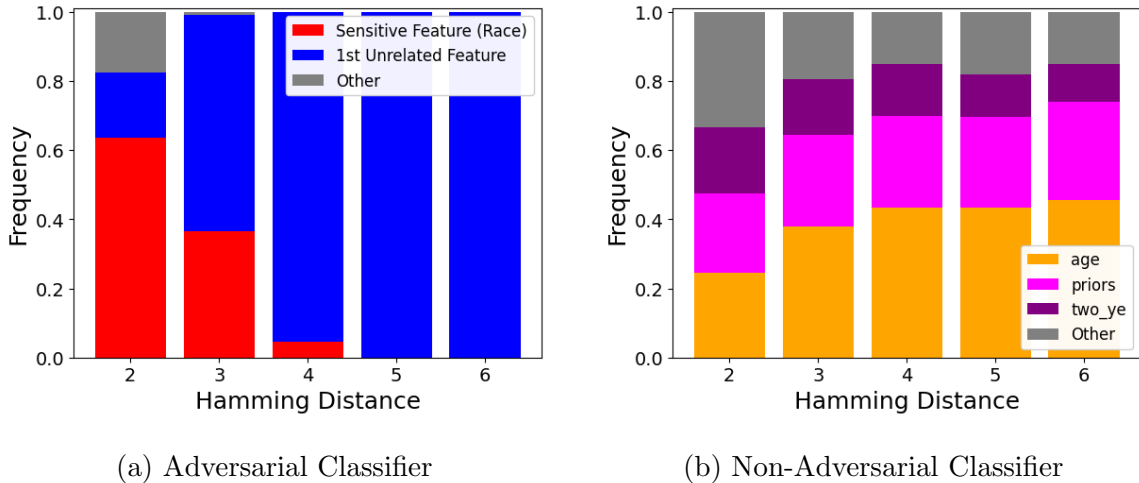 1.0
0.8
0.6
0.4
0.2
0.0
Frequency
2 3 4 5 6
Hamming Distance
Sensitive Feature (Race)
1st Unrelated Feature
Other
(a) Adversarial Classifier
1.0
0.8
0.6
0.4
0.2
0.0
Frequency
2 3 4 5 6
Hamming Distance
age
priors
two_ye
Other
(b) Non-Adversarial Classifier